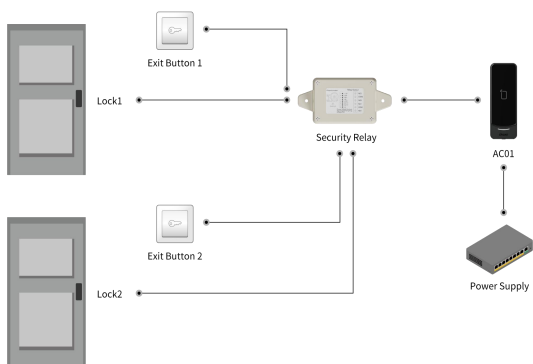 Exit Button 1
Lock1
Security Relay
AC01
Exit Button 2
Power Supply
Lock2